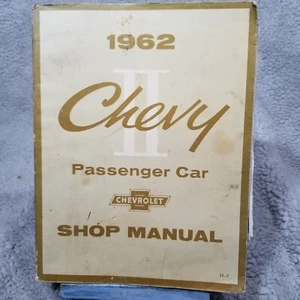 1962
Chevy II
Passenger Car
CHEVROLET
SHOP MANUAL